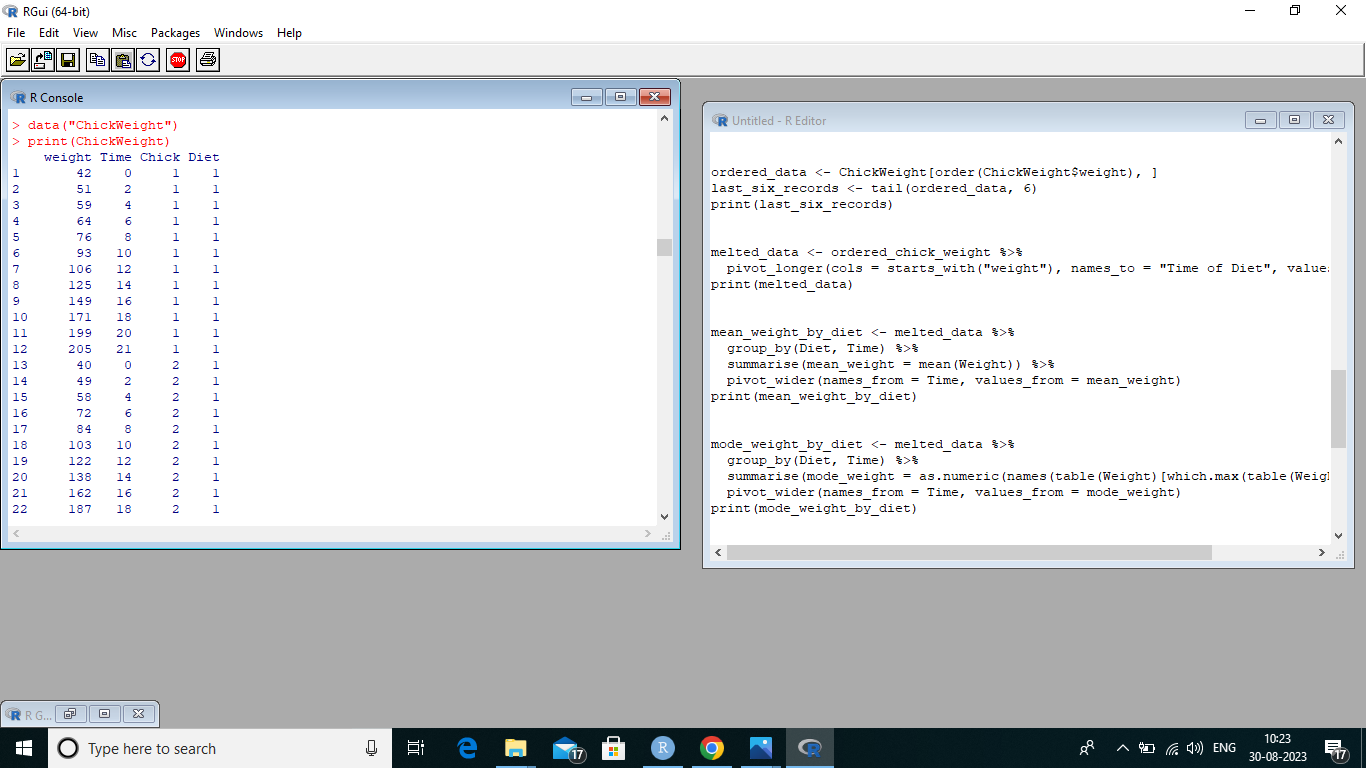 RGui (64-bit)
File Edit View Misc Packages Windows Help
STOP
R Console
> data("ChickWeight")
> print(ChickWeight)
weight Time Chick Diet
1 42 0 1 1
2 51 2 1 1
3 59 4 1 1
4 64 6 1 1
5 76 8 1 1
6 93 10 1 1
7 106 12 1 1
8 125 14 1 1
9 149 16 1 1
10 171 18 1 1
11 199 20 1 1
12 205 21 1 1
13 40 0 2 1
14 49 2 2 1
15 58 4 2 1
16 72 6 2 1
17 84 8 2 1
18 103 10 2 1
19 122 12 2 1
20 138 14 2 1
21 162 16 2 1
22 187 18 2 1
Untitled - R Editor
ordered_data <- ChickWeight[order(ChickWeight$weight), ]
last_six_records <- tail(ordered_data, 6)
print(last_six_records)
melted_data <- ordered_chick_weight %>%
pivot_longer(cols = starts_with("weight"), names_to = "Time of Diet", value
print(melted_data)
mean_weight_by_diet <- melted_data %>%
group_by(Diet, Time) %>%
summarise(mean_weight = mean(Weight)) %>%
pivot_wider(names_from = Time, values_from = mean_weight)
print(mean_weight_by_diet)
mode_weight_by_diet <- melted_data %>%
group_by(Diet, Time) %>%
summarise(mode_weight = as.numeric(names(table(Weight)[which.max(table(Weig
pivot_wider(names_from = Time, values_from = mode_weight)
print(mode_weight_by_diet)
R G...
Type here to search
17
R
ENG
10:23
30-08-2023
17